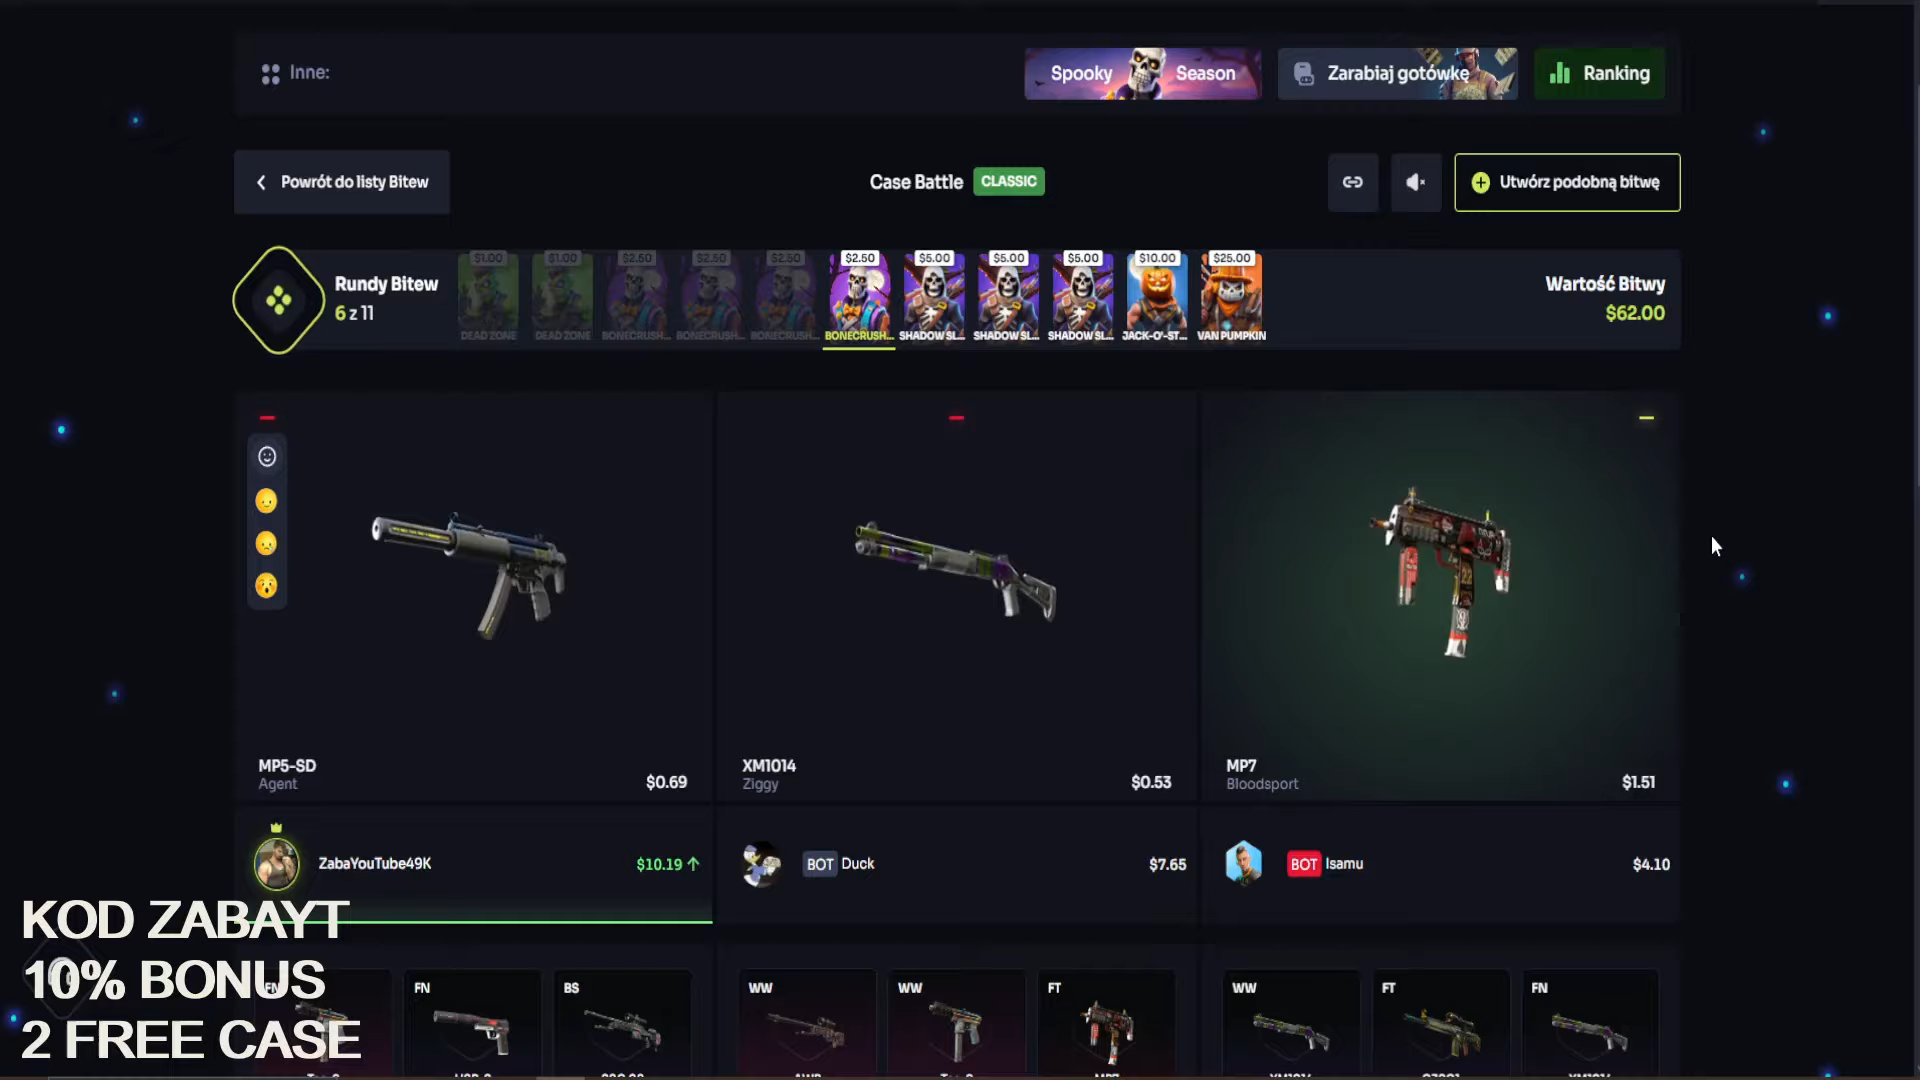 Inne:
Spooky Season
Zarabiaj gotówkę
Ranking
Powrót do listy Bitew
Case Battle CLASSIC
Utwórz podobną bitwę
Rundy Bitew
6 z 11
$1.00 $1.00 $2.50 $2.50 $2.50 $2.50 $5.00 $5.00 $5.00 $10.00 $25.00
DEAD ZONE DEAD ZONE BONECRUSH... BONECRUSH... BONECRUSH... BONECRUSH... SHADOW SL... SHADOW SL... SHADOW SL... JACK-O'-ST... VAN PUMPKIN
Wartość Bitwy
$62.00
MP5-SD
Agent
$0.69
XM1014
Ziggy
$0.53
MP7
Bloodsport
$1.51
ZabaYouTube49K $10.19
BOT Duck $7.65
BOT Isamu $4.10
KOD ZABAYT
10% BONUS
2 FREE CASE
FN FN BS WW WW FT WW FT FN